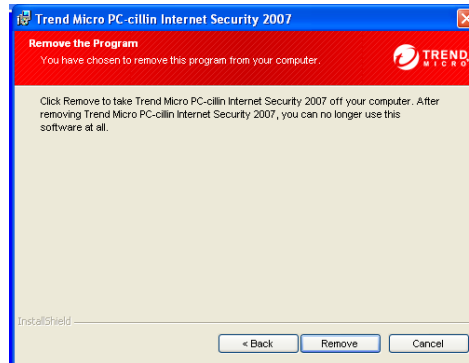 Trend Micro PC-cillin Internet Security 2007
Remove the Program
You have chosen to remove this program from your computer.
TREND
MICRO
Click Remove to take Trend Micro PC-cillin Internet Security 2007 off your computer. After
removing Trend Micro PC-cillin Internet Security 2007, you can no longer use this
software at all.
InstallShield
< Back
Remove
Cancel